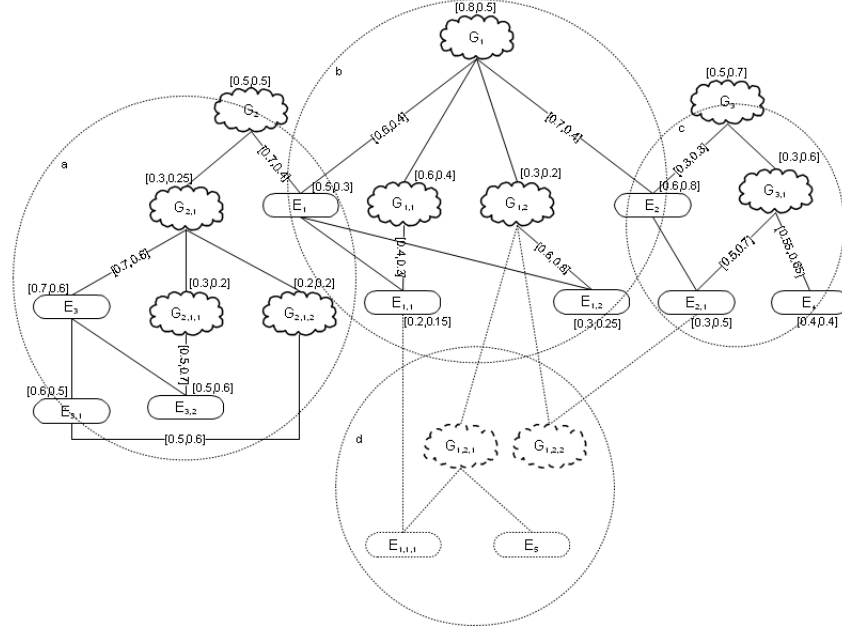 [0.8,0.5]
G1
b
[0.5,0.5]
G2
[0.5,0.7]
G3
a
[0.6,0.4]
[0.7,0.4]
c
[0.7,0.4]
[0.3,0.3]
[0.3,0.25]
[0.5,0.3]
[0.6,0.4]
[0.3,0.2]
[0.6,0.8]
[0.3,0.6]
G2,1
E1
G1,1
G1,2
E2
G3,1
[0.7,0.6]
[0.4,0.3]
[0.6,0.8]
[0.5,0.7]
[0.55,0.65]
[0.7,0.6]
[0.3,0.2]
[0.2,0.2]
E3
G2,1,1
G2,1,2
E1,1
E1,2
E2,1
E4
[0.2,0.15]
[0.3,0.25]
[0.3,0.5]
[0.4,0.4]
[0.5,0.7]
[0.6,0.5]
[0.5,0.6]
E3,1
E3,2
[0.5,0.6]
d
G1,2,1
G1,2,2
E1,1,1
E5